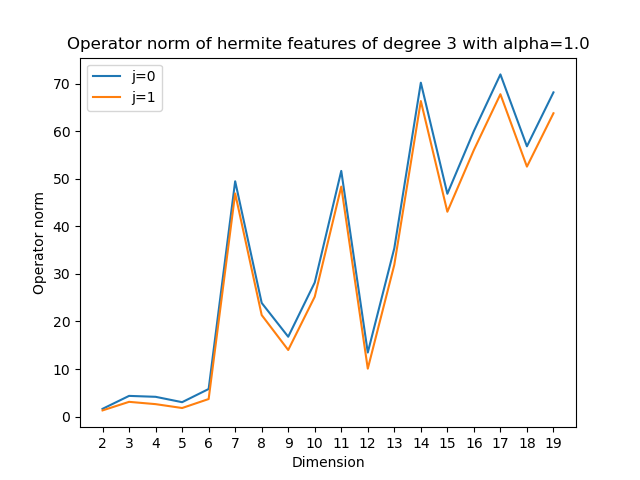 Operator norm of hermite features of degree 3 with alpha=1.0
j=0
j=1
70
60
50
40
30
20
10
0
Operator norm
2 3 4 5 6 7 8 9 10 11 12 13 14 15 16 17 18 19
Dimension